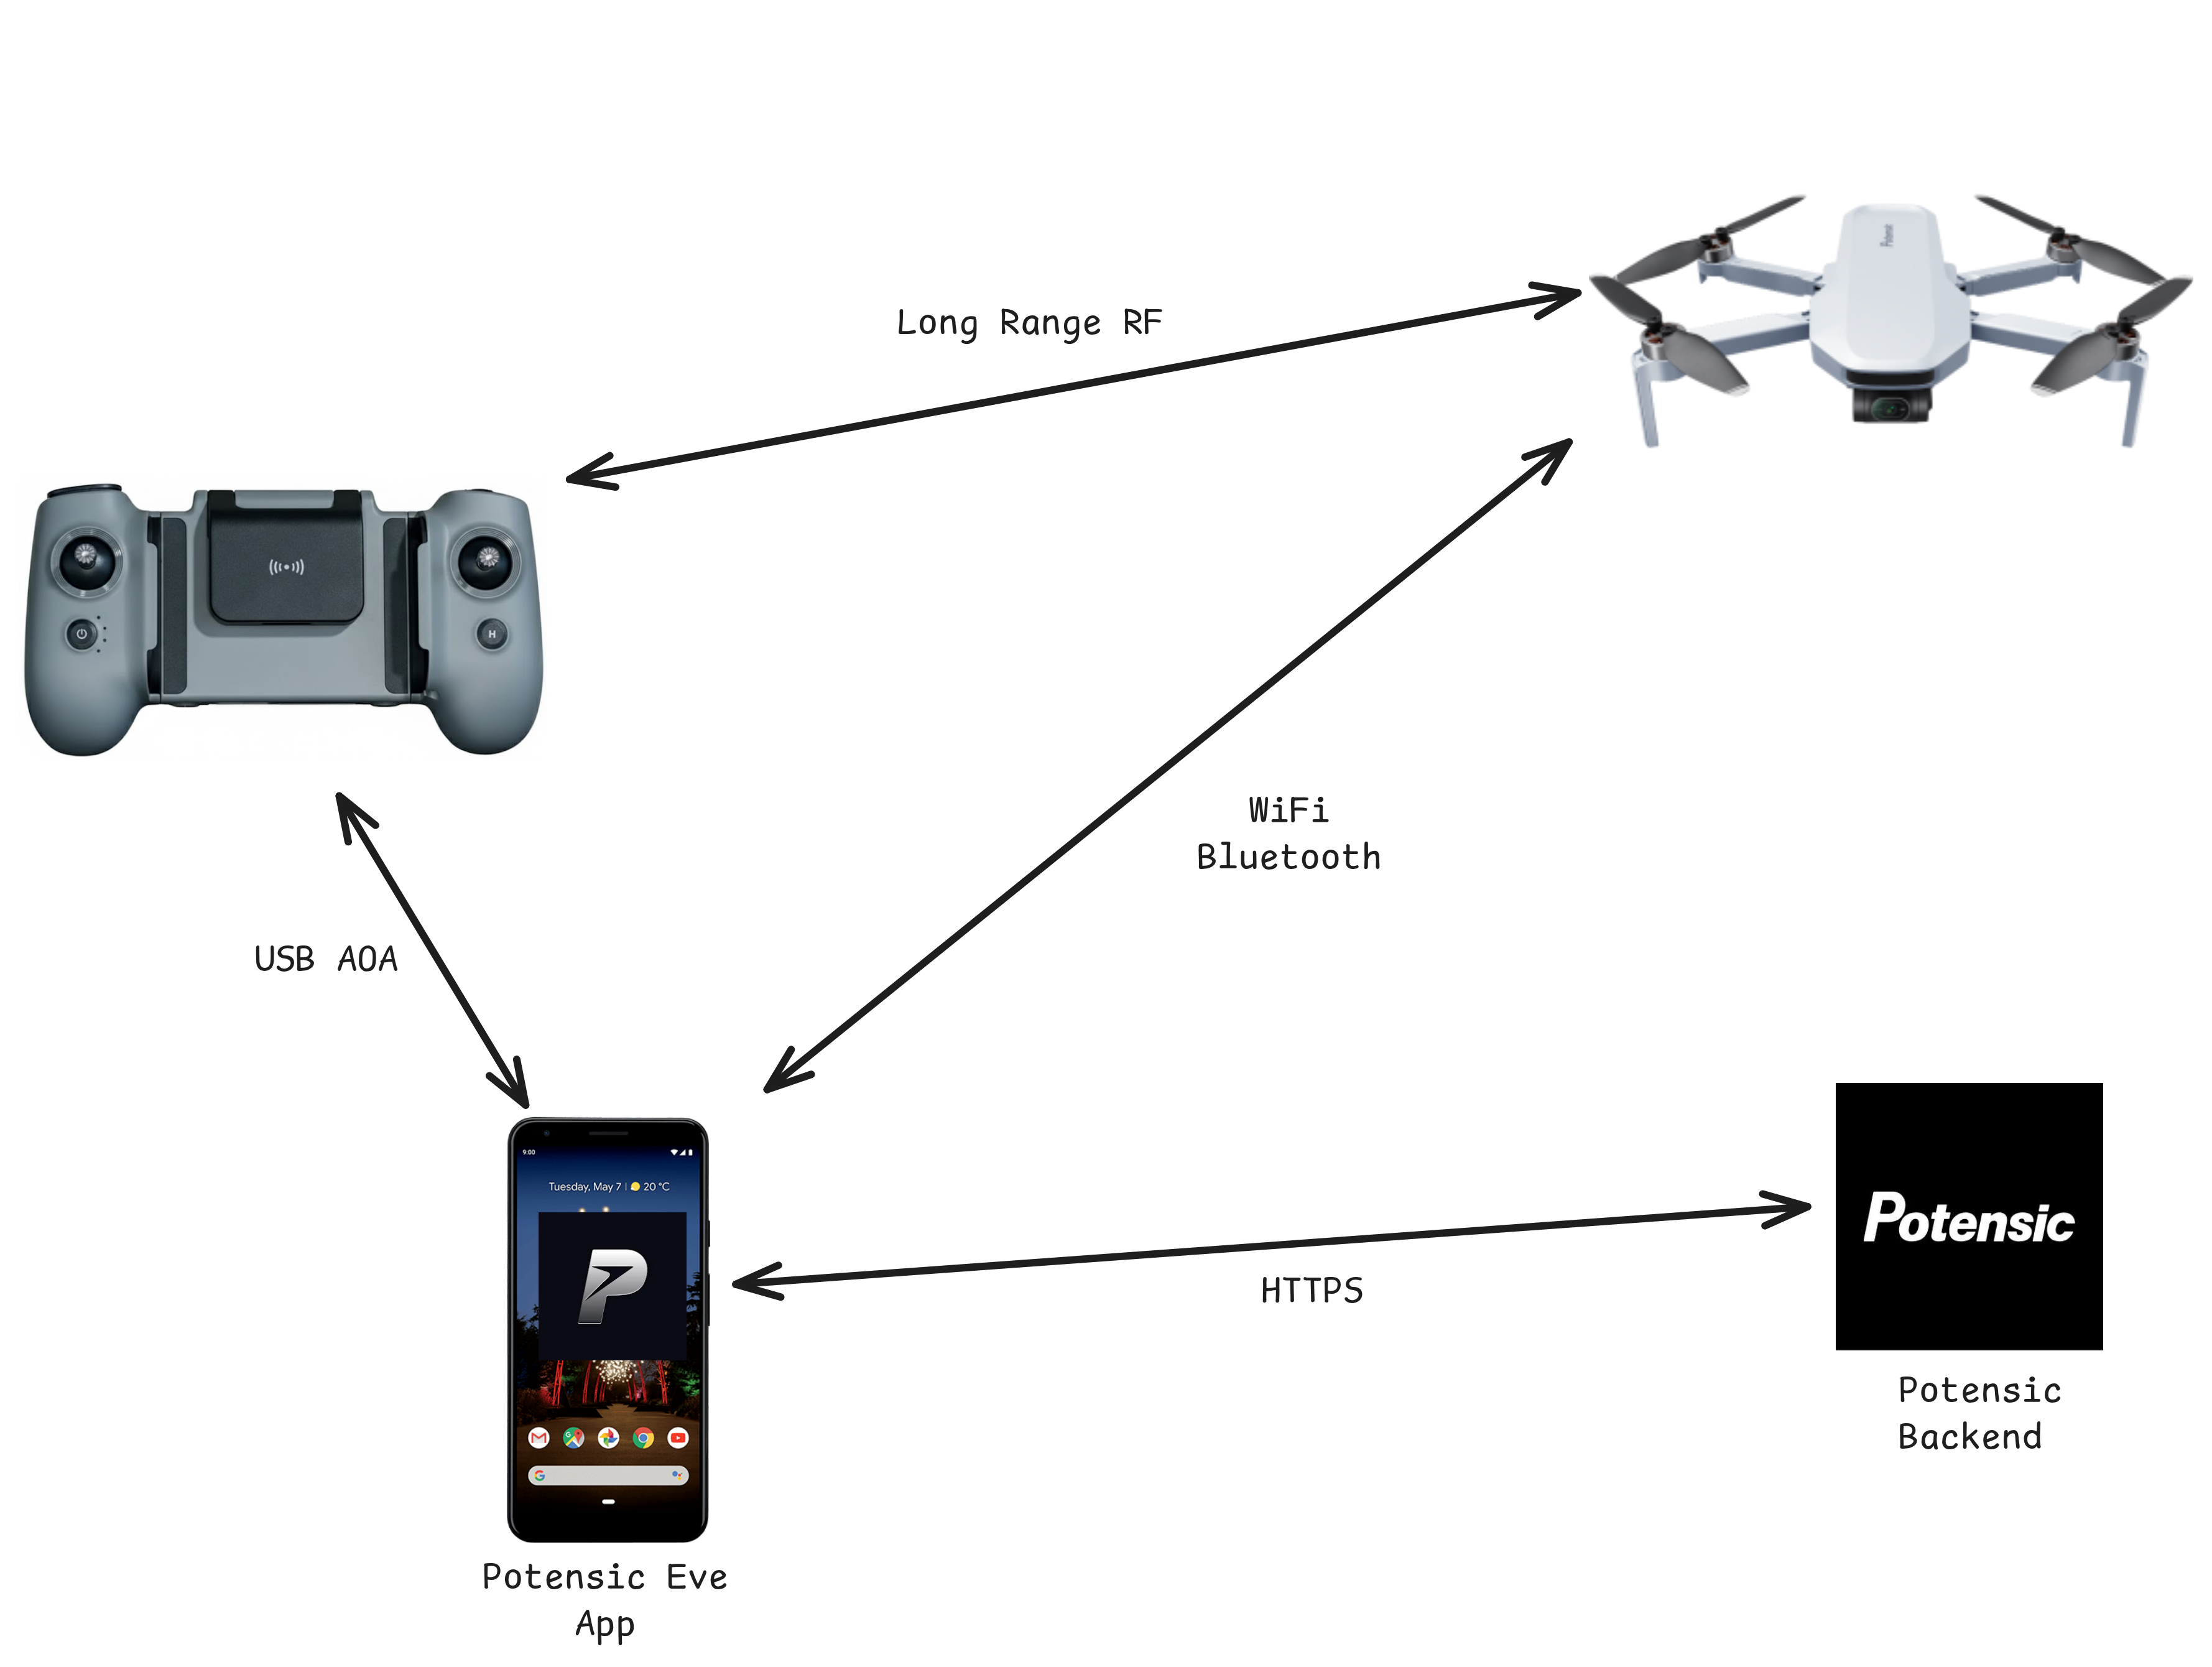 Potensic
Long Range RF
H
WiFi
Bluetooth
USB AOA
9:00
Tuesday, May 7 | 20 °C
P
Potensic
HTTPS
Potensic
Backend
Potensic Eve
App